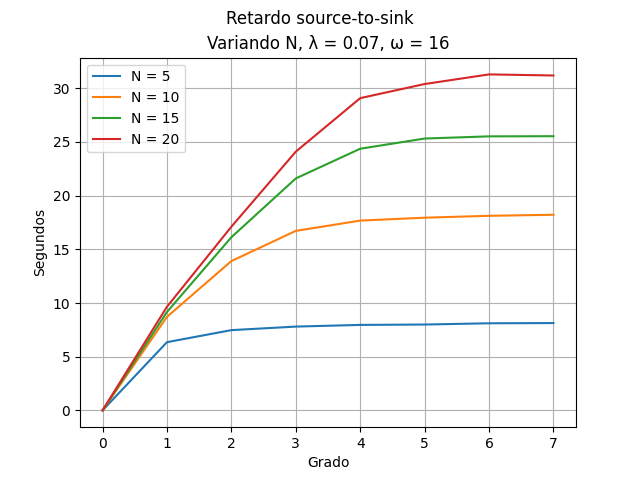 Retardo source-to-sink
Variando N, λ = 0.07, ω = 16
N = 5
N = 10
N = 15
N = 20
30
25
20
15
10
5
0
Segundos
0 1 2 3 4 5 6 7
Grado